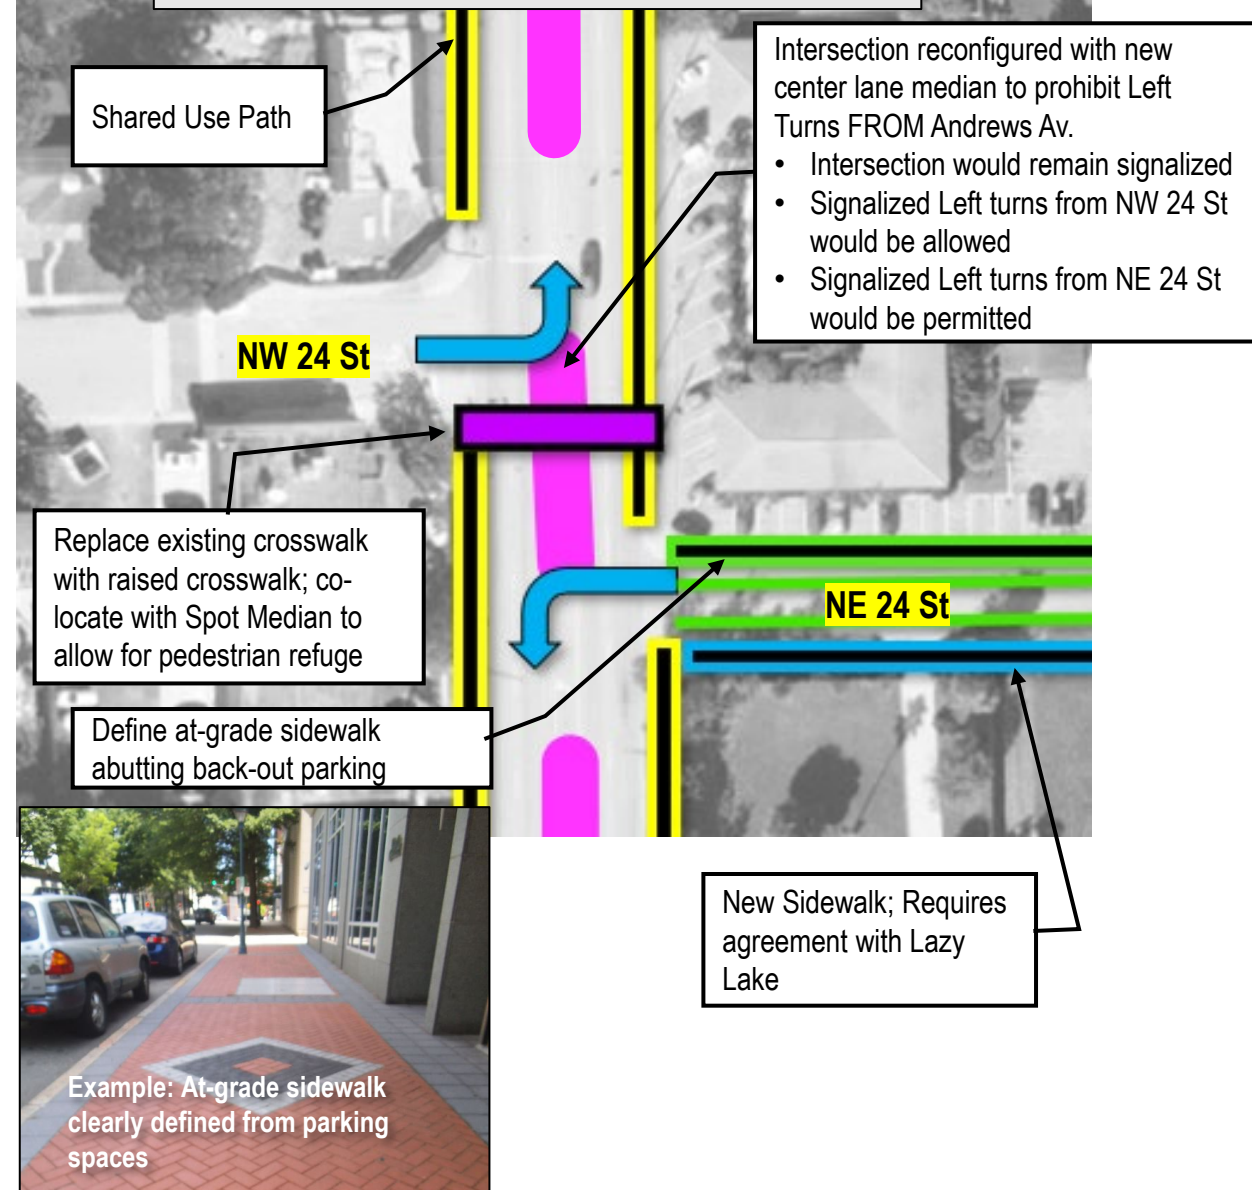 Shared Use Path
Intersection reconfigured with new
center lane median to prohibit Left
Turns FROM Andrews Av.
• Intersection would remain signalized
• Signalized Left turns from NW 24 St
would be allowed
• Signalized Left turns from NE 24 St
would be permitted
NW 24 St
Replace existing crosswalk
with raised crosswalk; co-
locate with Spot Median to
allow for pedestrian refuge
NE 24 St
Define at-grade sidewalk
abutting back-out parking
New Sidewalk; Requires
agreement with Lazy
Lake
Example: At-grade sidewalk
clearly defined from parking
spaces